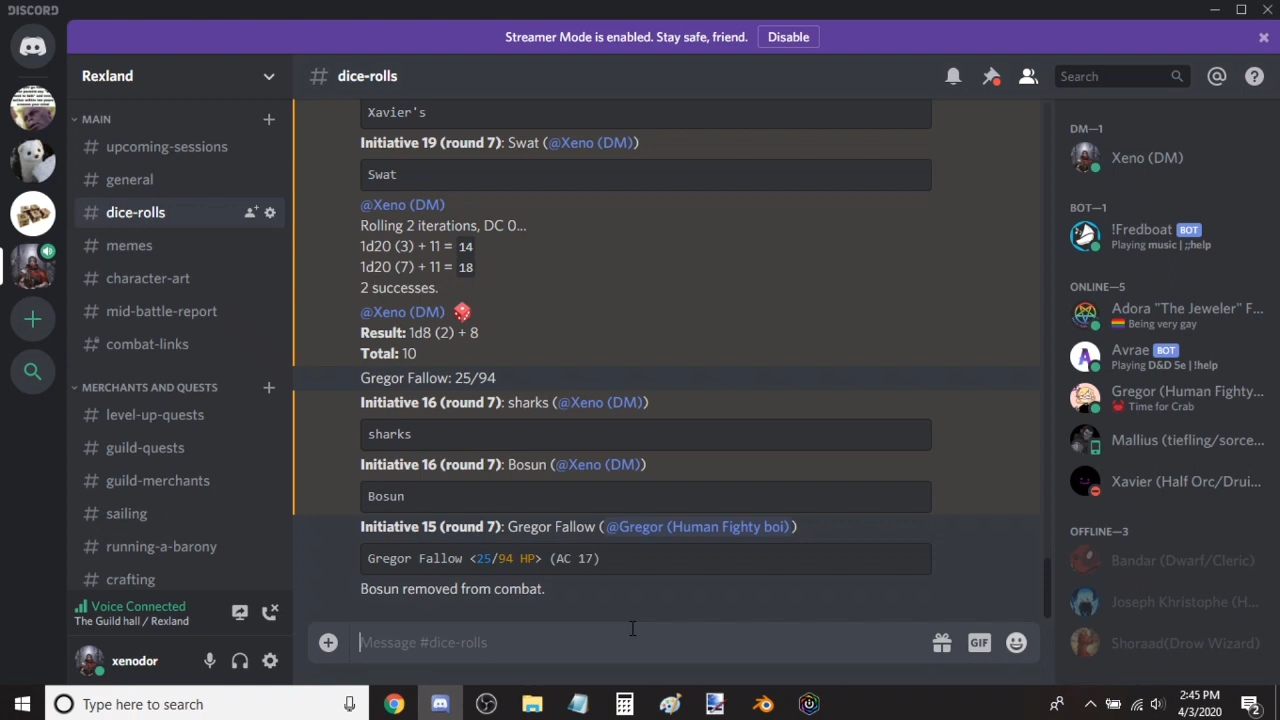 DISCORD
Streamer Mode is enabled. Stay safe, friend.
Disable
Rexland
# dice-rolls
Search
MAIN
# upcoming-sessions
# general
# dice-rolls
# memes
# character-art
# mid-battle-report
# combat-links
MERCHANTS AND QUESTS
# level-up-quests
# guild-quests
# guild-merchants
# sailing
# running-a-barony
# crafting
Voice Connected
The Guild hall / Rexland
xenodor
Xavier's
Initiative 19 (round 7): Swat (@Xeno (DM))
Swat
@Xeno (DM)
Rolling 2 iterations, DC 0...
1d20 (3) + 11 = 14
1d20 (7) + 11 = 18
2 successes.
@Xeno (DM)
Result: 1d8 (2) + 8
Total: 10
Gregor Fallow: 25/94
Initiative 16 (round 7): sharks (@Xeno (DM))
sharks
Initiative 16 (round 7): Bosun (@Xeno (DM))
Bosun
Initiative 15 (round 7): Gregor Fallow (@Gregor (Human Fighty boi))
Gregor Fallow <25/94 HP> (AC 17)
Bosun removed from combat.
Message #dice-rolls
GIF
DM—1
Xeno (DM)
BOT—1
!Fredboat BOT
Playing music | ;;help
ONLINE—5
Adora "The Jeweler" F...
Being very gay
Avrae BOT
Playing D&D 5e | !help
Gregor (Human Fighty...
Time for Crab
Mallius (tiefling/sorce...
Xavier (Half Orc/Drui...
OFFLINE—3
Bandar (Dwarf/Cleric)
Joseph Khristophe (H...
Shoraad(Drow Wizard)
Type here to search
2:45 PM
4/3/2020
2